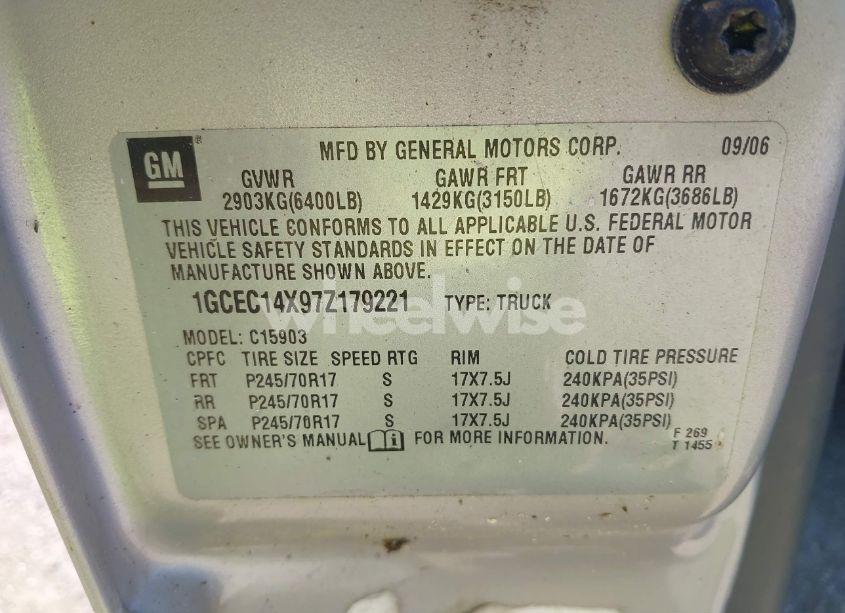 GM
MFD BY GENERAL MOTORS CORP. 09/06
GVWR GAWR FRT GAWR RR
2903KG(6400LB) 1429KG(3150LB) 1672KG(3686LB)
THIS VEHICLE CONFORMS TO ALL APPLICABLE U.S. FEDERAL MOTOR
VEHICLE SAFETY STANDARDS IN EFFECT ON THE DATE OF
MANUFACTURE SHOWN ABOVE.
1GCEC14X97Z179221 TYPE: TRUCK
wheelwise
MODEL: C15903
CPFC TIRE SIZE SPEED RTG RIM COLD TIRE PRESSURE
FRT P245/70R17 S 17X7.5J 240KPA(35PSI)
RR P245/70R17 S 17X7.5J 240KPA(35PSI)
SPA P245/70R17 S 17X7.5J 240KPA(35PSI)
SEE OWNER'S MANUAL FOR MORE INFORMATION.
F 269
T 1455